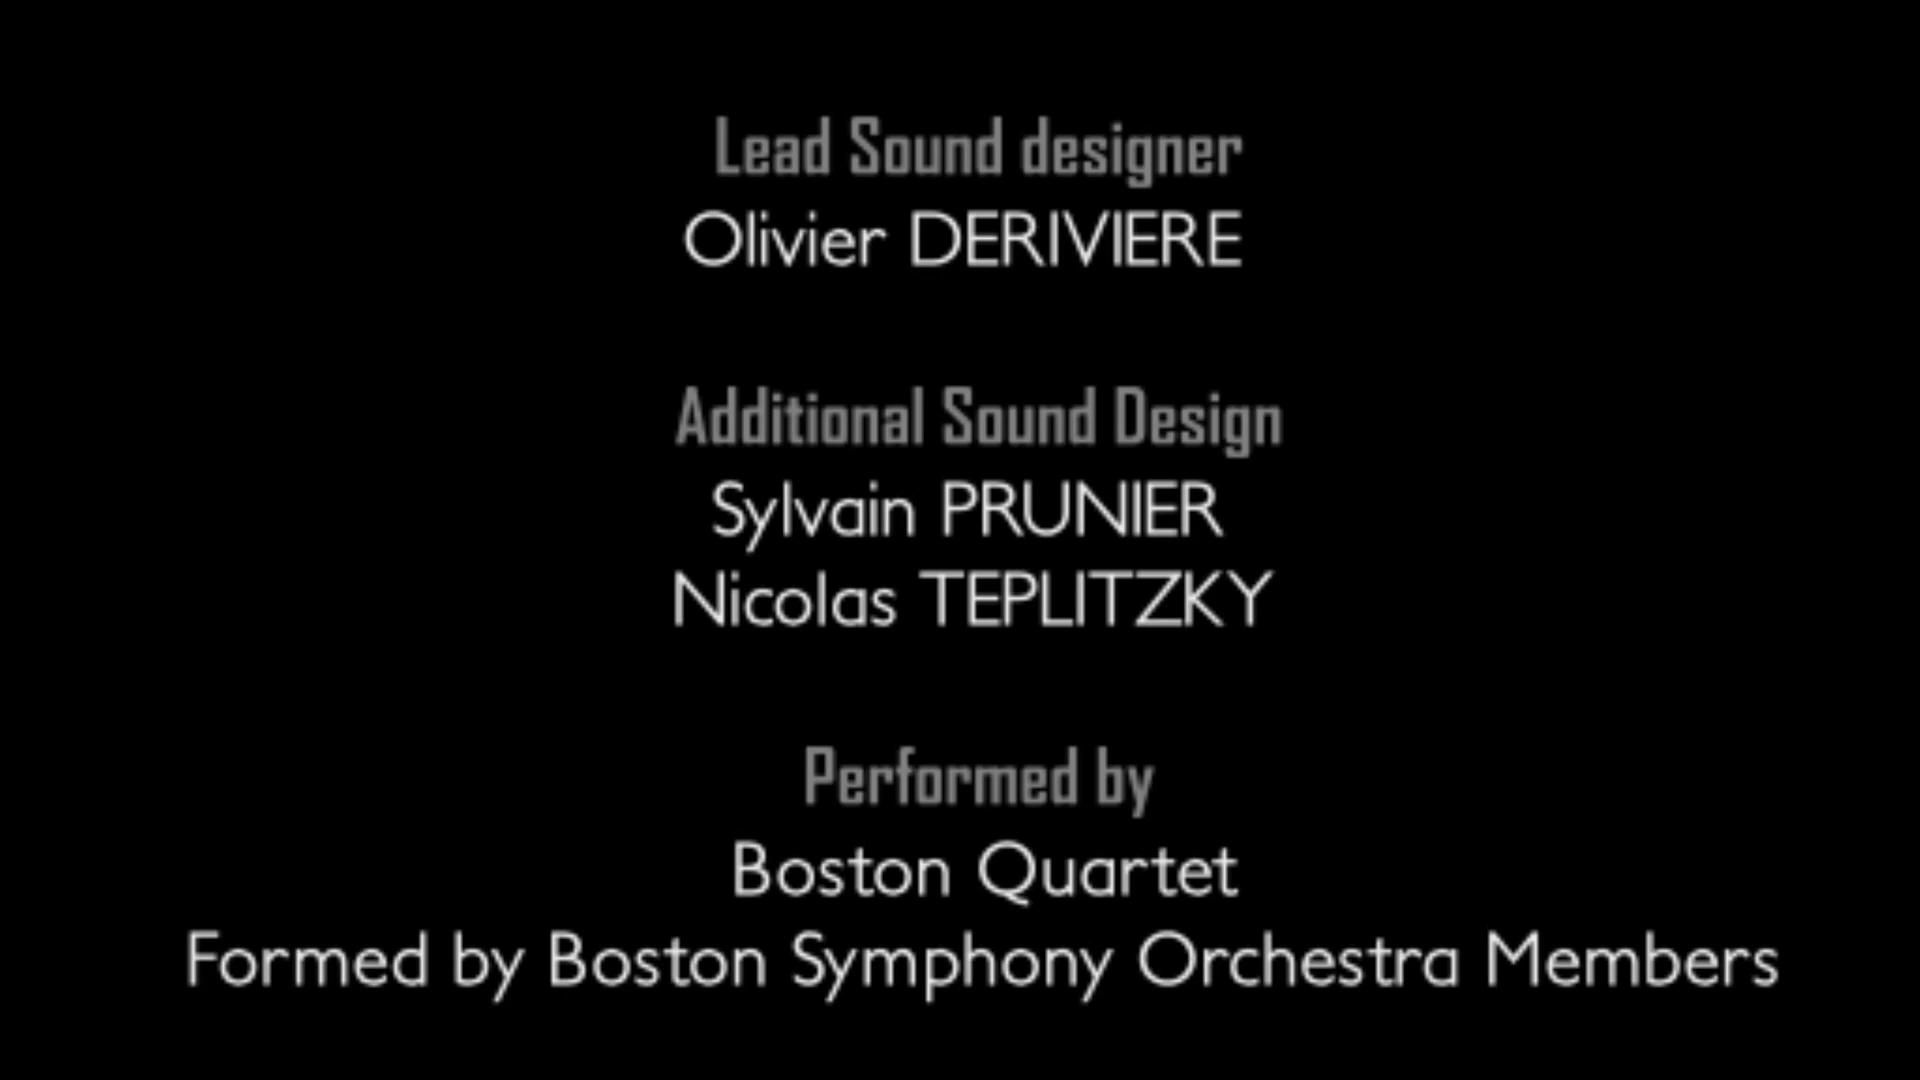 Lead Sound designer
Olivier DERIVIERE
Additional Sound Design
Sylvain PRUNIER
Nicolas TEPLITZKY
Performed by
Boston Quartet
Formed by Boston Symphony Orchestra Members